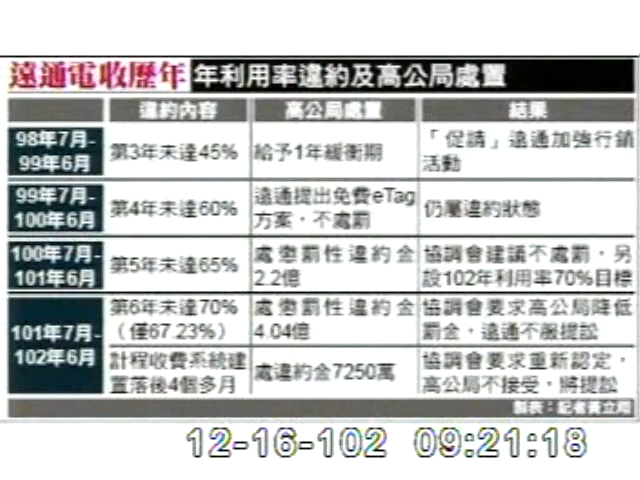 遠通電收歷年 年利用率違約及高公局處置
違約內容 高公局處置 結果
98年7月- 99年6月 第3年未達45% 給予1年緩衝期 「促請」遠通加強行銷
活動
99年7月- 100年6月 第4年未達60% 遠通提出免費eTag
方案,不處罰 仍屬違約狀態
100年7月- 101年6月 第5年未達65% 處懲罰性違約金
2.2億 協調會建議不處罰,另
設102年利用率70%目標
101年7月- 102年6月 第6年未達70%
(僅67.23%) 處懲罰性違約金
4.04億 協調會要求高公局降低
罰金,遠通不服提訟
計程收費系統建
置落後4個多月 處違約金7250萬 協調會要求重新認定,
高公局不接受,將提訟
製表:記者黃立翔
12-16-102 09:21:18